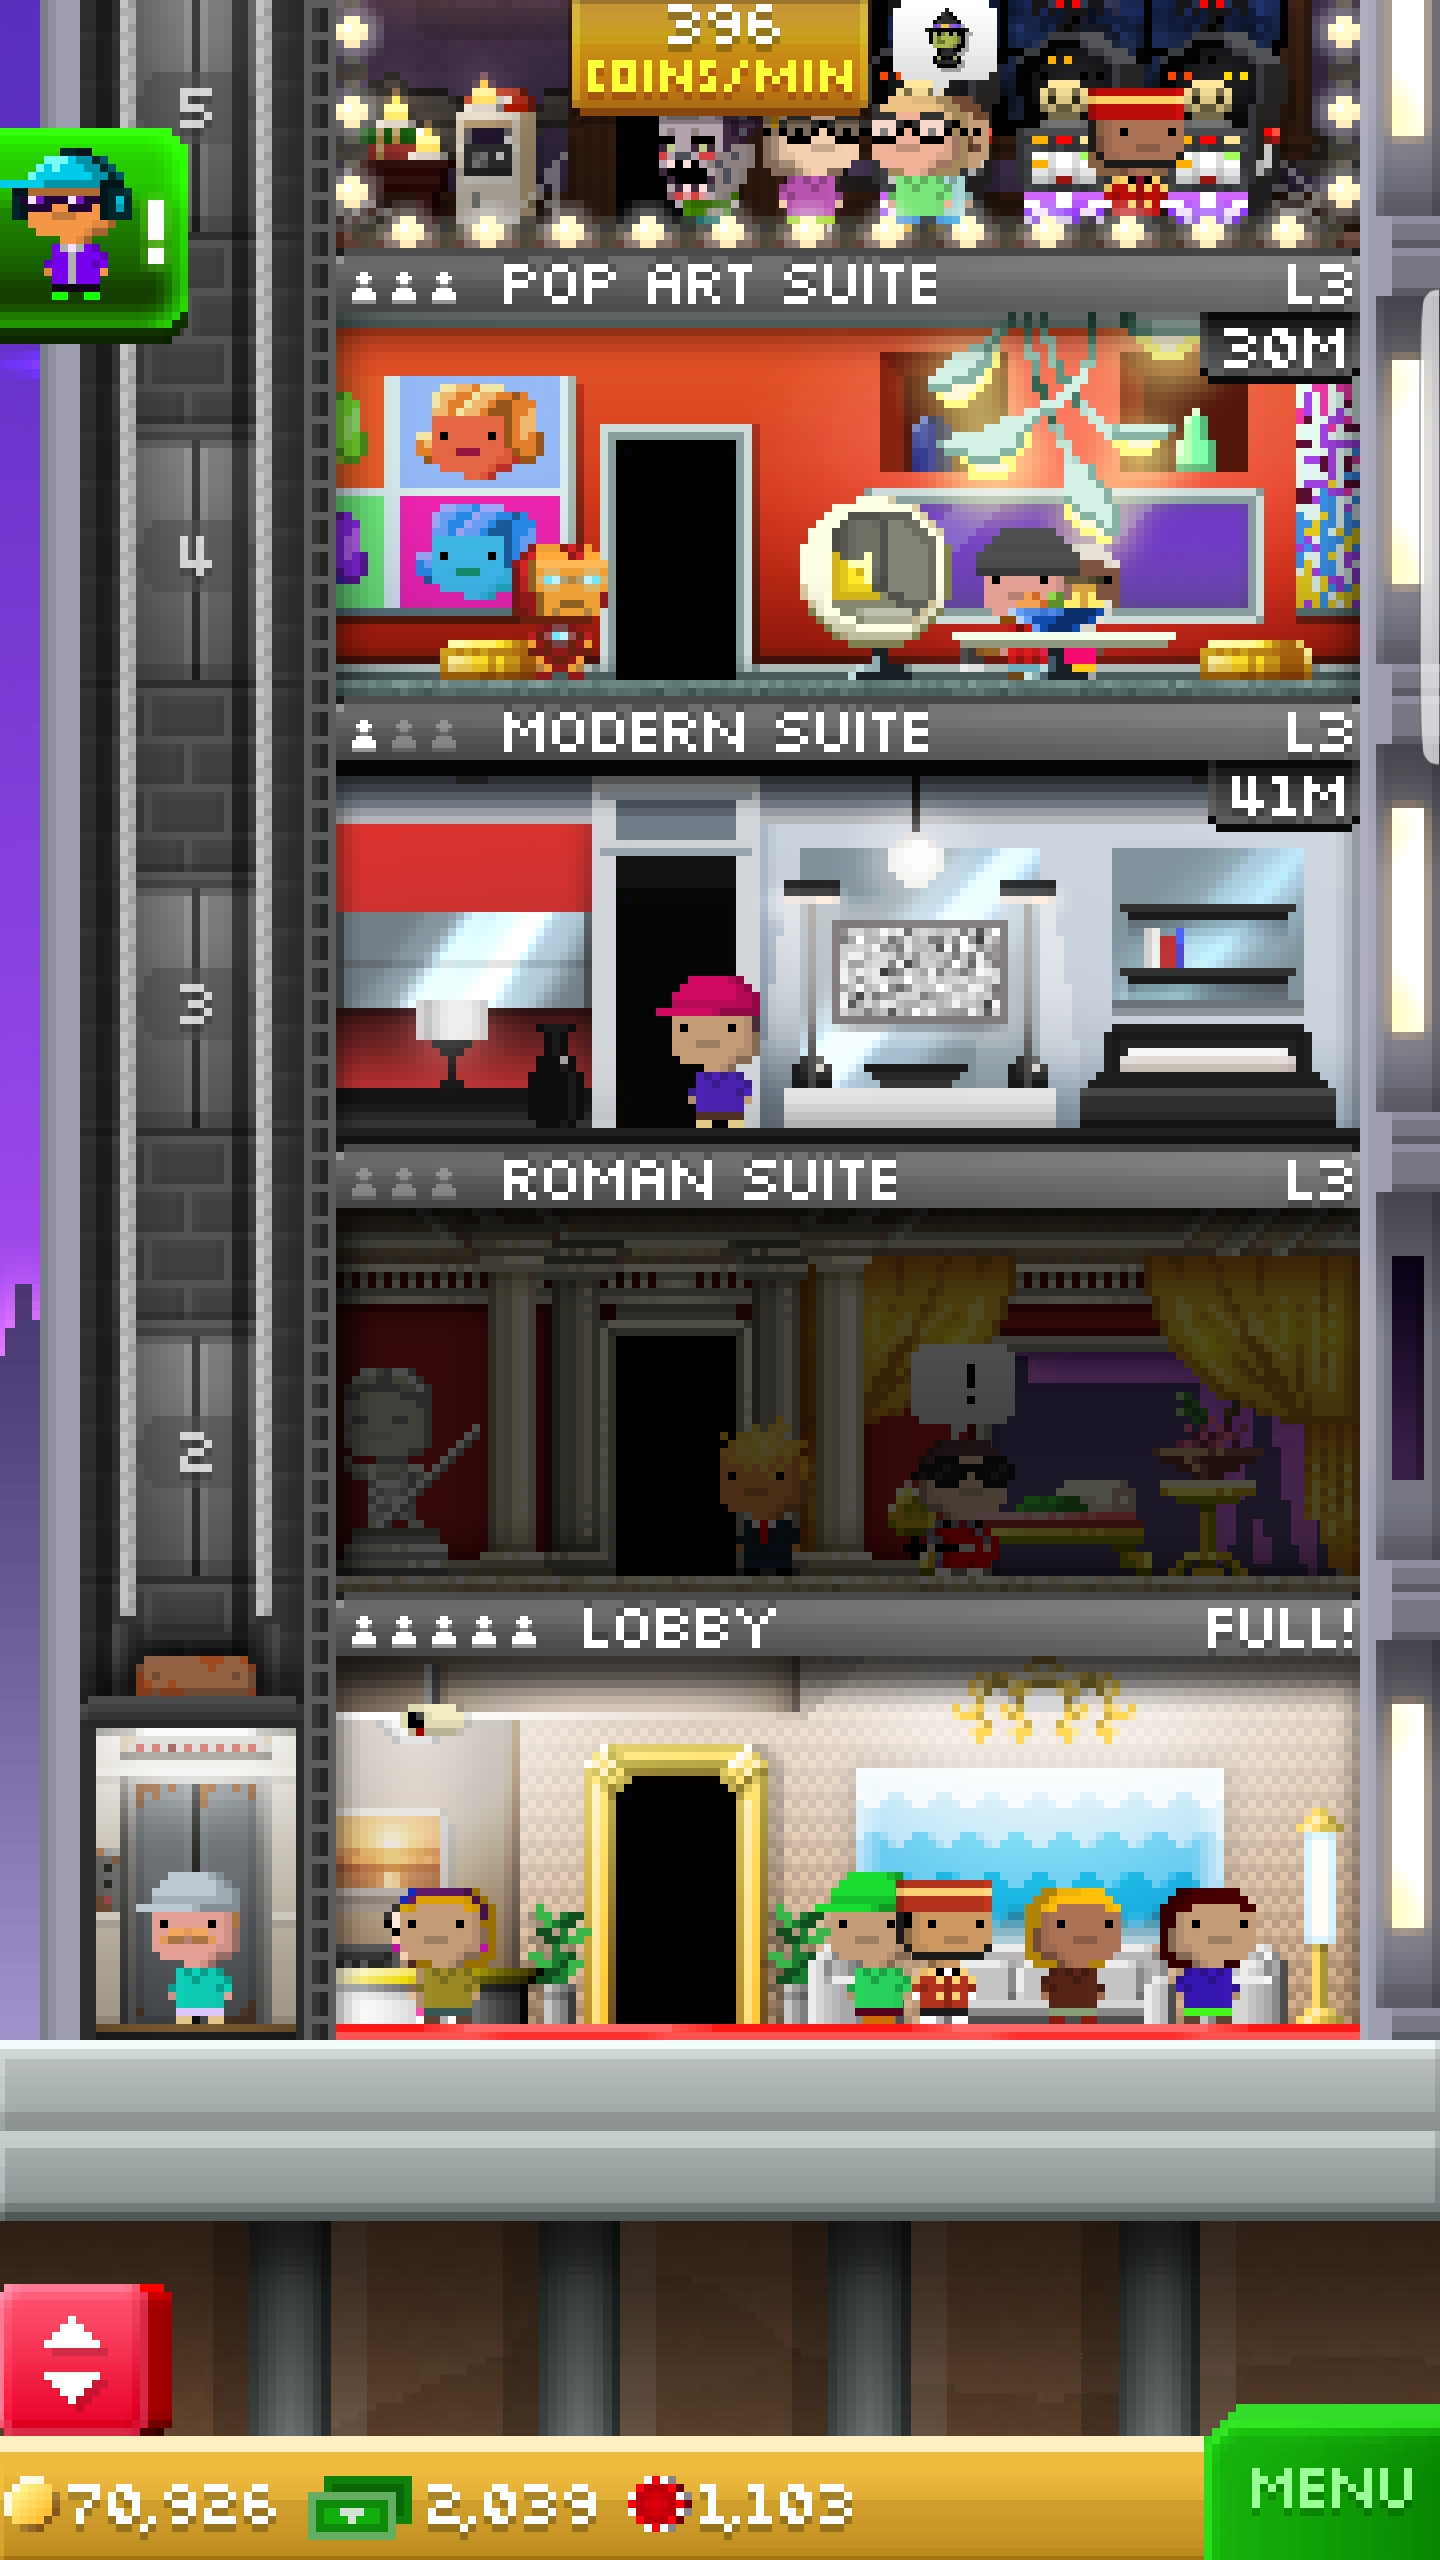 396
COINS/MIN
5
!
POP ART SUITE L3
30M
4
MODERN SUITE L3
41M
3
ROMAN SUITE L3
!
2
LOBBY FULL!
70,926 2,039 1,103
MENU